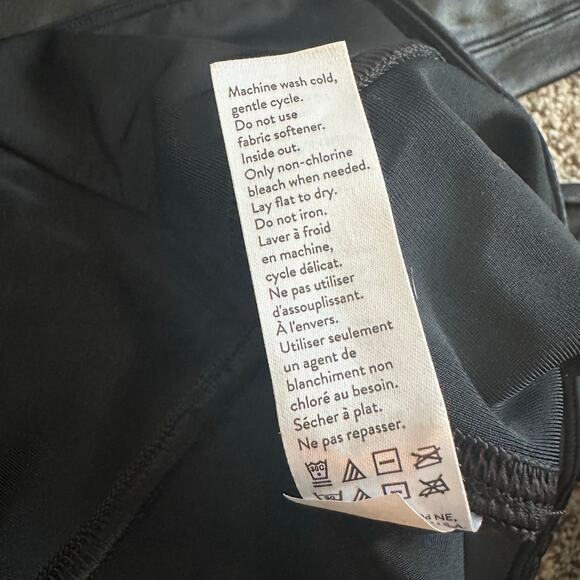 Machine wash cold,
gentle cycle.
Do not use
fabric softener.
Inside out.
Only non-chlorine
bleach when needed.
Lay flat to dry.
Do not iron.
Laver à froid
en machine,
cycle délicat.
Ne pas utiliser
d'assouplissant.
À l'envers.
Utiliser seulement
un agent de
blanchiment non
chloré au besoin.
Sécher à plat.
Ne pas repasser.
30C
NE,